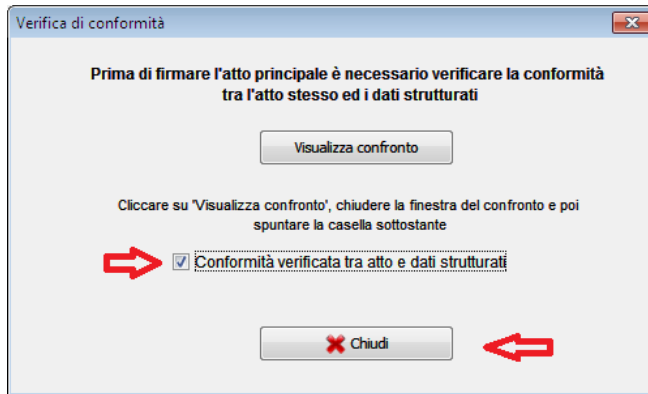 Verifica di conformità
Prima di firmare l'atto principale è necessario verificare la conformità
tra l'atto stesso ed i dati strutturati
Visualizza confronto
Cliccare su 'Visualizza confronto', chiudere la finestra del confronto e poi
spuntare la casella sottostante
Conformità verificata tra atto e dati strutturati
Chiudi